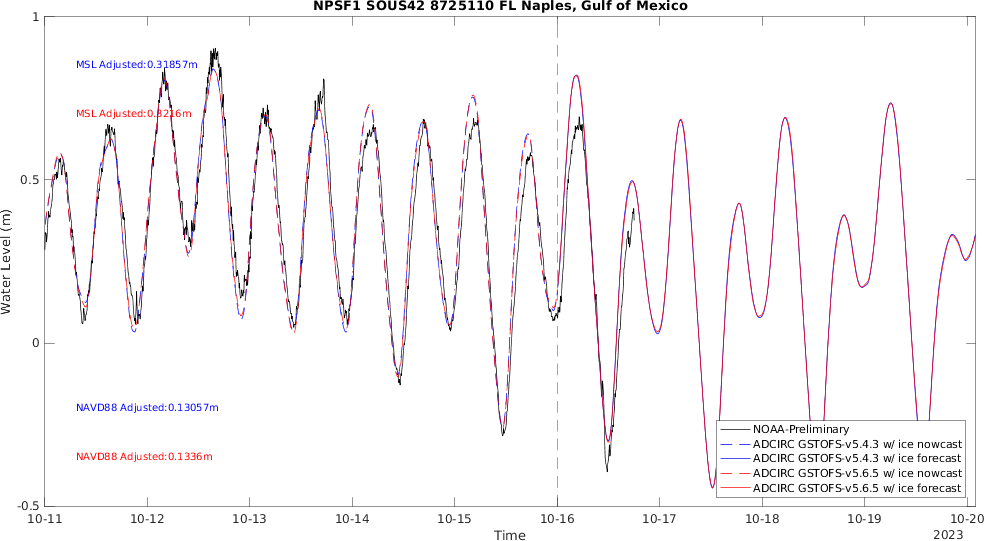 NPSF1 SOUS42 8725110 FL Naples, Gulf of Mexico
Water Level (m)
1
0.5
0
-0.5
MSL Adjusted:0.31857m
MSL Adjusted:0.3216m
NAVD88 Adjusted:0.13057m
NAVD88 Adjusted:0.1336m
NOAA-Preliminary
ADCIRC GSTOFS-v5.4.3 w/ ice nowcast
ADCIRC GSTOFS-v5.4.3 w/ ice forecast
ADCIRC GSTOFS-v5.6.5 w/ ice nowcast
ADCIRC GSTOFS-v5.6.5 w/ ice forecast
10-11 10-12 10-13 10-14 10-15 10-16 10-17 10-18 10-19 10-20
Time
2023